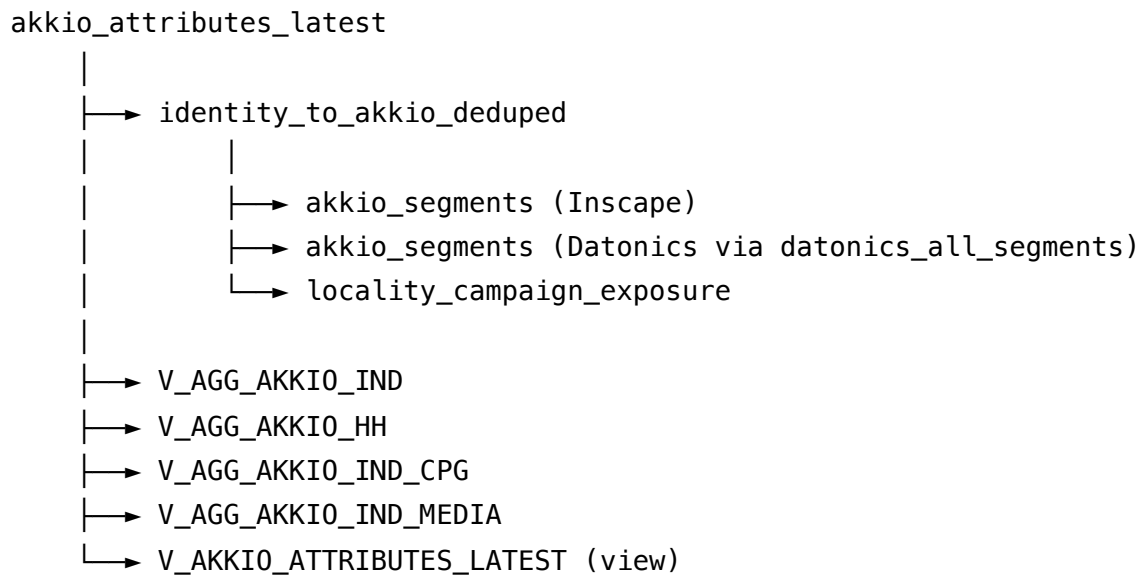 akkio_attributes_latest
identity_to_akkio_deduped
akkio_segments (Inscape)
akkio_segments (Datonics via datonics_all_segments)
locality_campaign_exposure
V_AGG_AKKIO_IND
V_AGG_AKKIO_HH
V_AGG_AKKIO_IND_CPG
V_AGG_AKKIO_IND_MEDIA
V_AKKIO_ATTRIBUTES_LATEST (view)